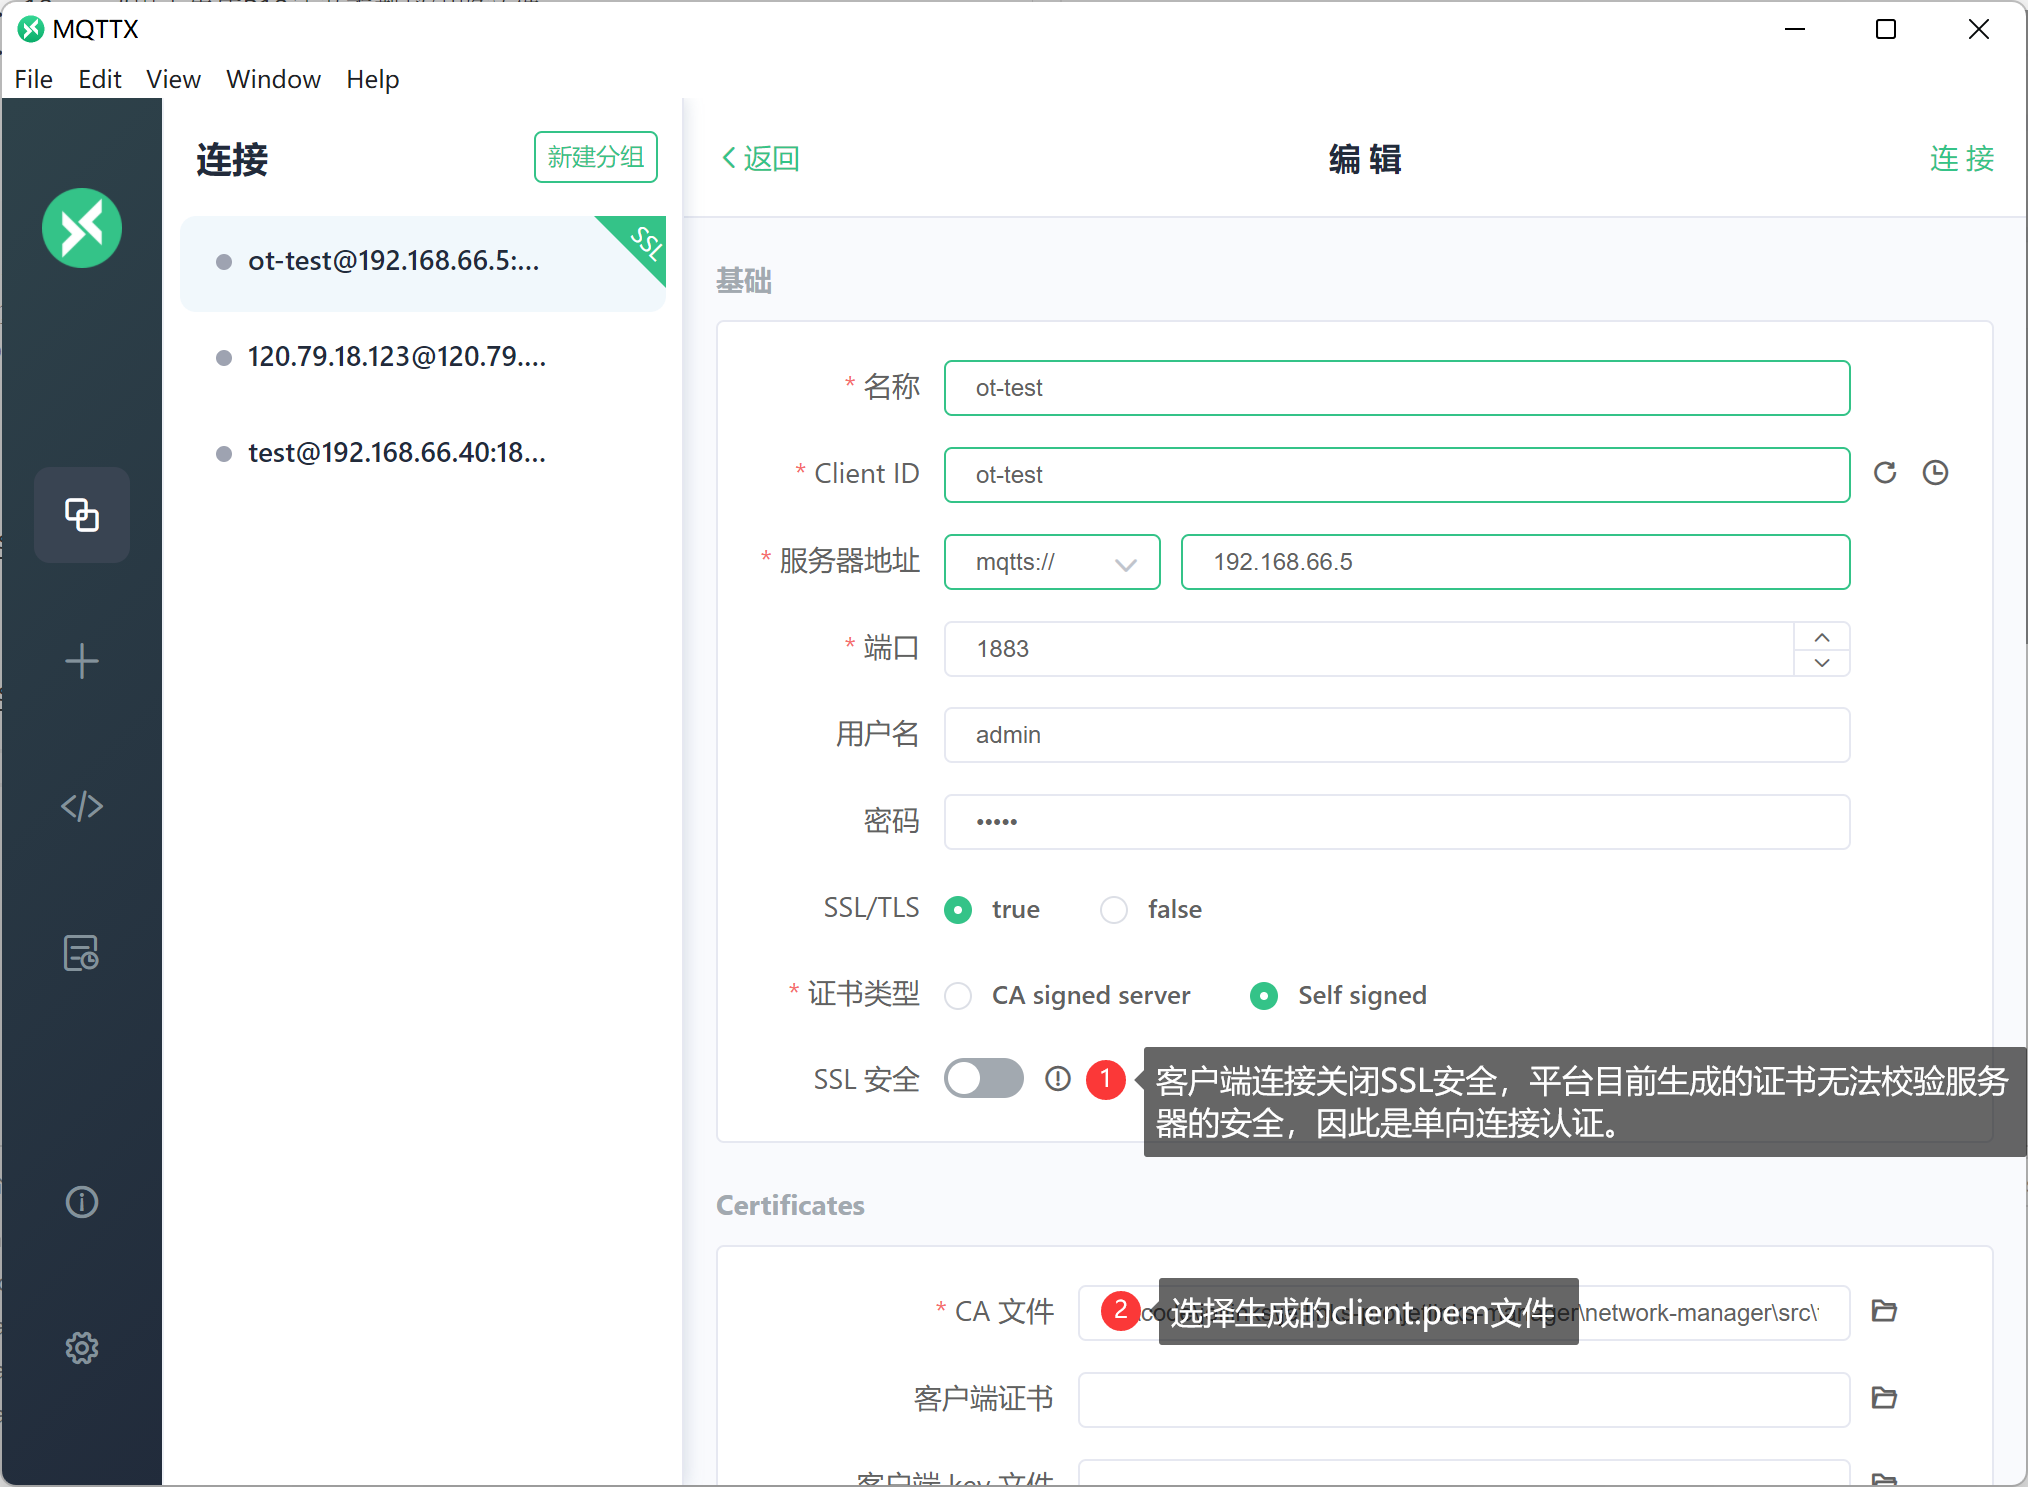 MQTTX
File Edit View Window Help
连接
新建分组
返回
编 辑
连 接
ot-test@192.168.66.5:...
SSL
120.79.18.123@120.79....
test@192.168.66.40:18...
基础
* 名称
ot-test
* Client ID
ot-test
* 服务器地址
mqtts://
192.168.66.5
* 端口
1883
用户名
admin
密码
•••••
SSL/TLS
true
false
* 证书类型
CA signed server
Self signed
SSL 安全
1
客户端连接关闭SSL安全，平台目前生成的证书无法校验服务
器的安全，因此是单向连接认证。
Certificates
* CA 文件
2
选择生成的client.pem文件
\network-manager\src\
客户端证书
客户端 key 文件